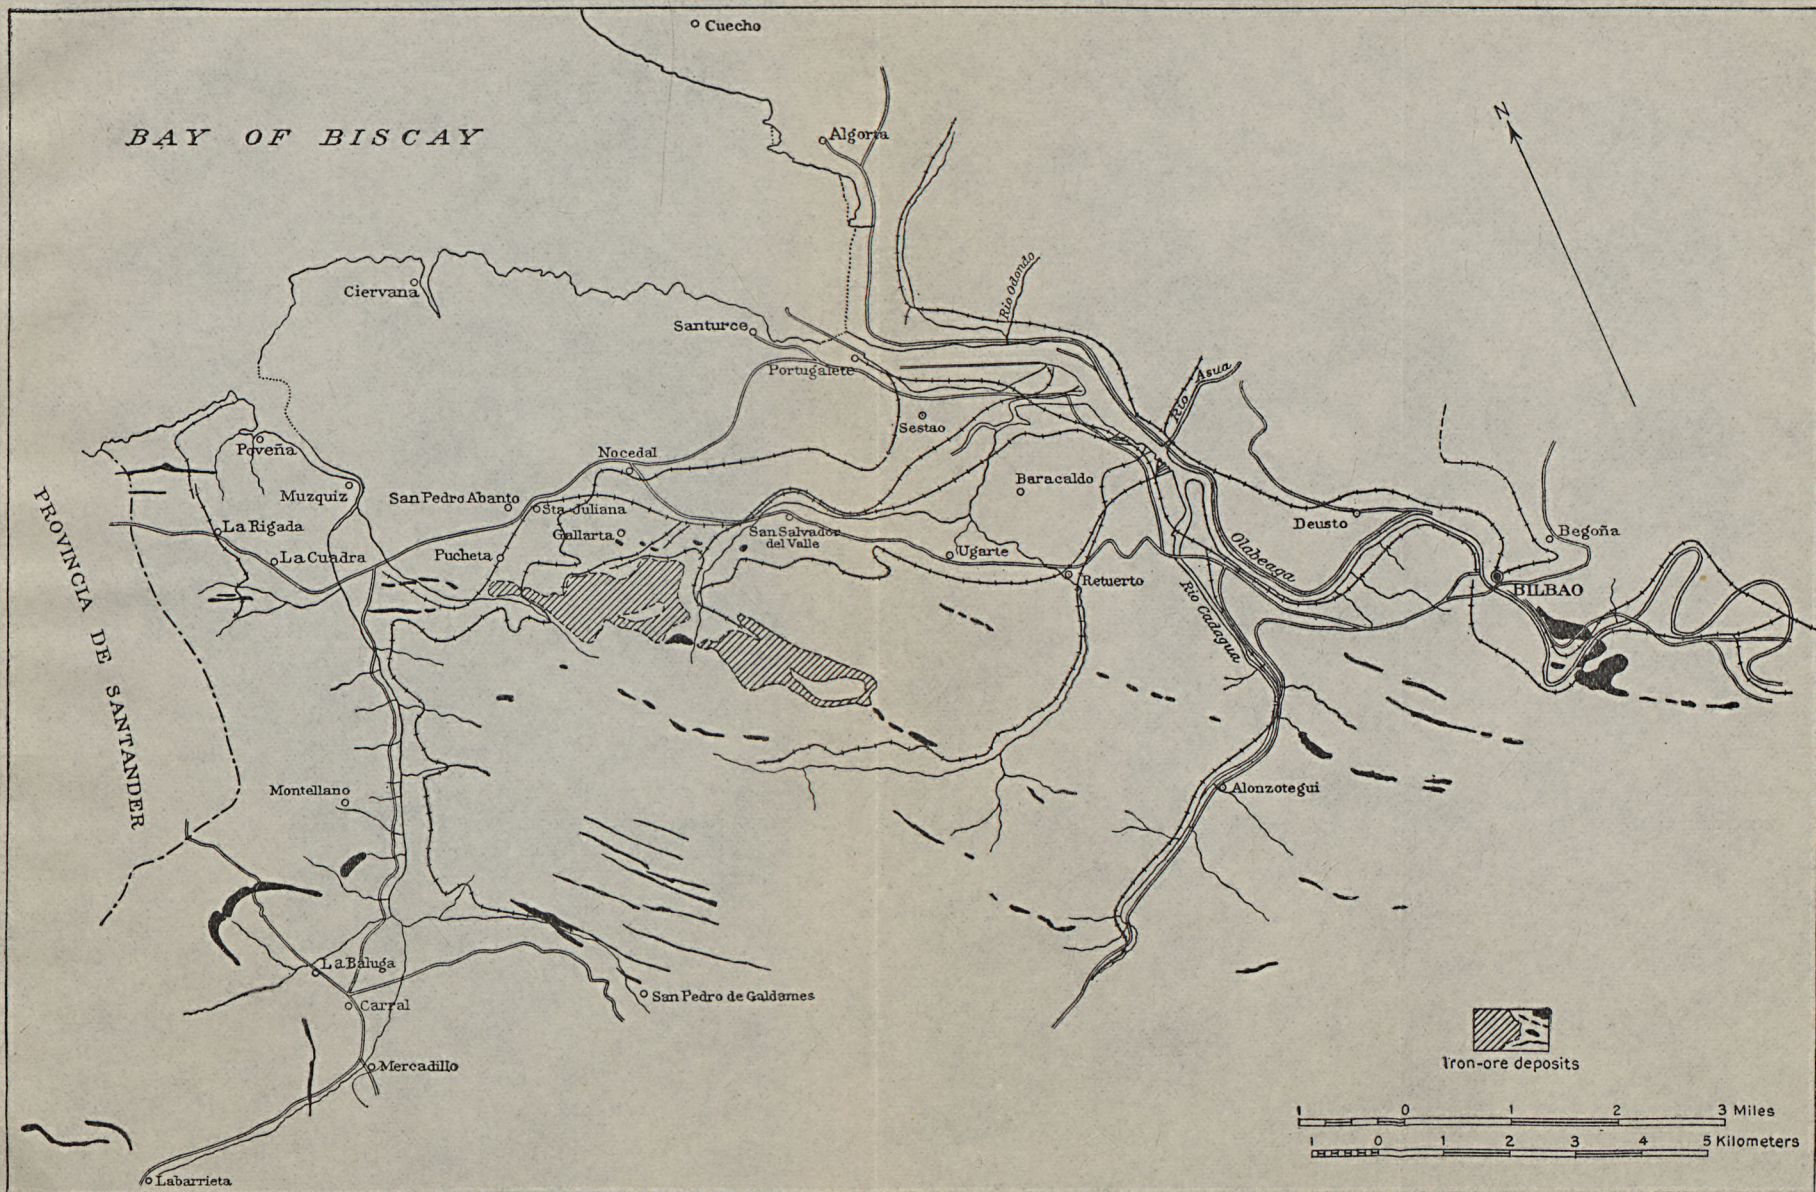 Cuecho
BAY OF BISCAY
N
Algorta
Rio Odondo
Ciervana
Santurce
Portugalete
Rio Asua
Sestao
Poveña
Nocedal
Muzquiz
San Pedro Abanto
Sta Juliana
Baracaldo
PROVINCIA DE SANTANDER
La Rigada
Gallarta
San Salvador
del Valle
Deusto
Begoña
La Cuadra
Pucheta
Ugarte
Olabeaga
Retuerto
BILBAO
Rio Cadagua
Montellano
Alonzotegui
La Baluga
San Pedro de Galdames
Carral
Mercadillo
Labarrieta
Iron-ore deposits
1 0 1 2 3 Miles
1 0 1 2 3 4 5 Kilometers